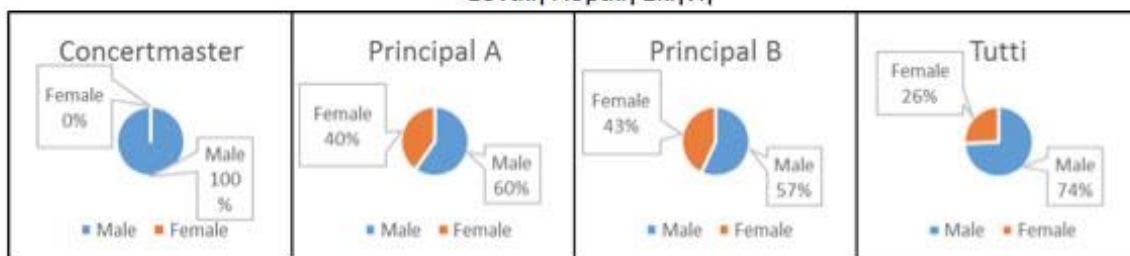 Concertmaster
Female
0%
Male
100
%
Male Female
Principal A
Female
40%
Male
60%
Male Female
Principal B
Female
43%
Male
57%
Male Female
Tutti
Female
26%
Male
74%
Male Female